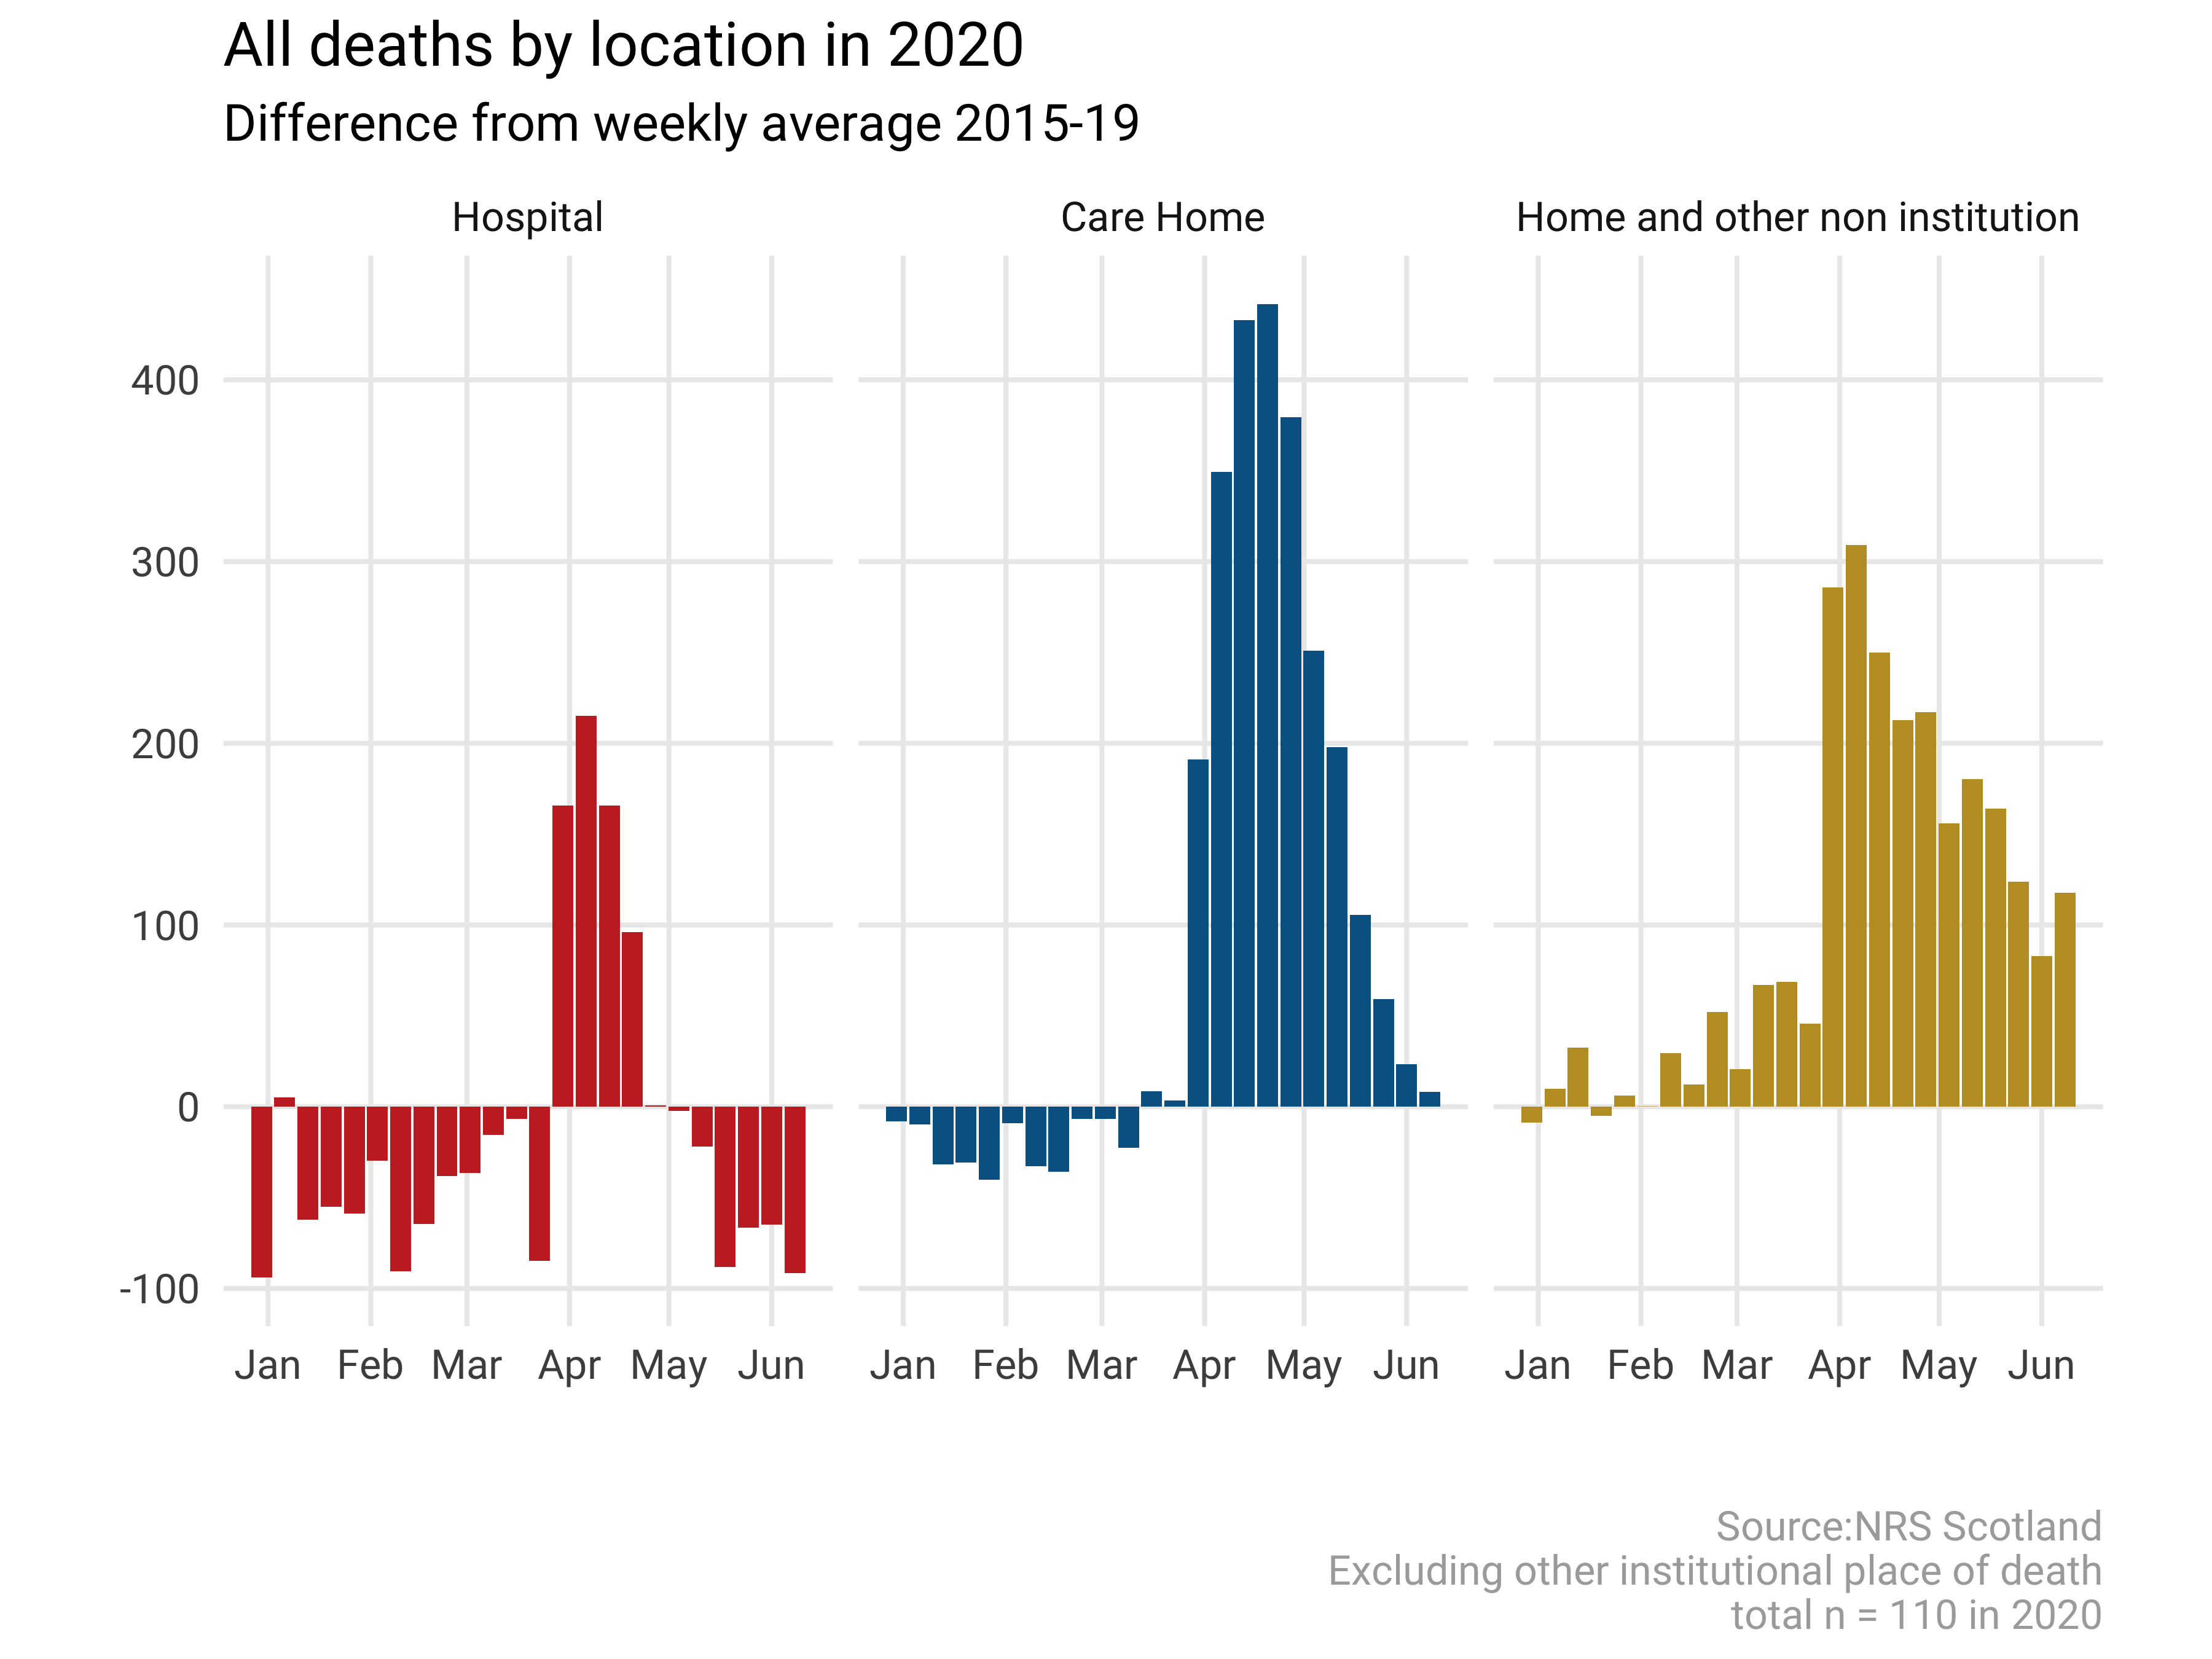 All deaths by location in 2020
Difference from weekly average 2015-19
Hospital
Care Home
Home and other non institution
400
300
200
100
0
-100
Jan Feb Mar Apr May Jun
Jan Feb Mar Apr May Jun
Jan Feb Mar Apr May Jun
Source:NRS Scotland
Excluding other institutional place of death
total n = 110 in 2020